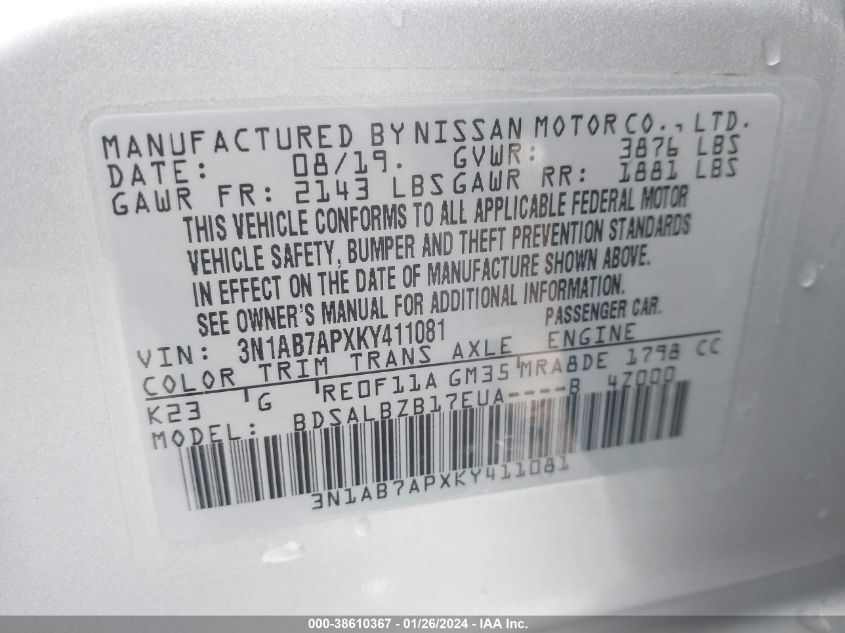 MANUFACTURED BY NISSAN MOTOR CO., LTD.
DATE: 08/19. GVWR: 3876 LBS
GAWR FR: 2143 LBS GAWR RR: 1881 LBS
THIS VEHICLE CONFORMS TO ALL APPLICABLE FEDERAL MOTOR
VEHICLE SAFETY, BUMPER AND THEFT PREVENTION STANDARDS
IN EFFECT ON THE DATE OF MANUFACTURE SHOWN ABOVE.
SEE OWNER'S MANUAL FOR ADDITIONAL INFORMATION.
VIN: 3N1AB7APXKY411081 PASSENGER CAR.
COLOR TRIM TRANS AXLE ENGINE
K23 G RE0F11A GM35 MRA8DE 1798 CC
MODEL: BDSALBZB17EUA----B 47000
3N1AB7APXKY411081
000-38610367 - 01/26/2024 - IAA Inc.